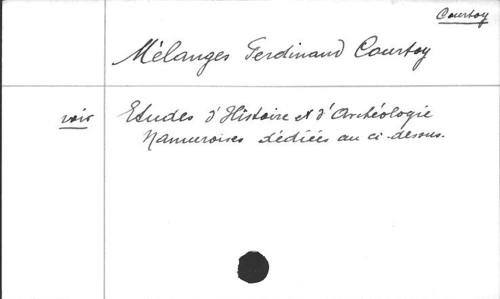 Courtoy
Mélanges Ferdinand Courtoy
voir Etudes d'Histoire et d'Archéologie
Namuroises dédiées au ci-dessus.